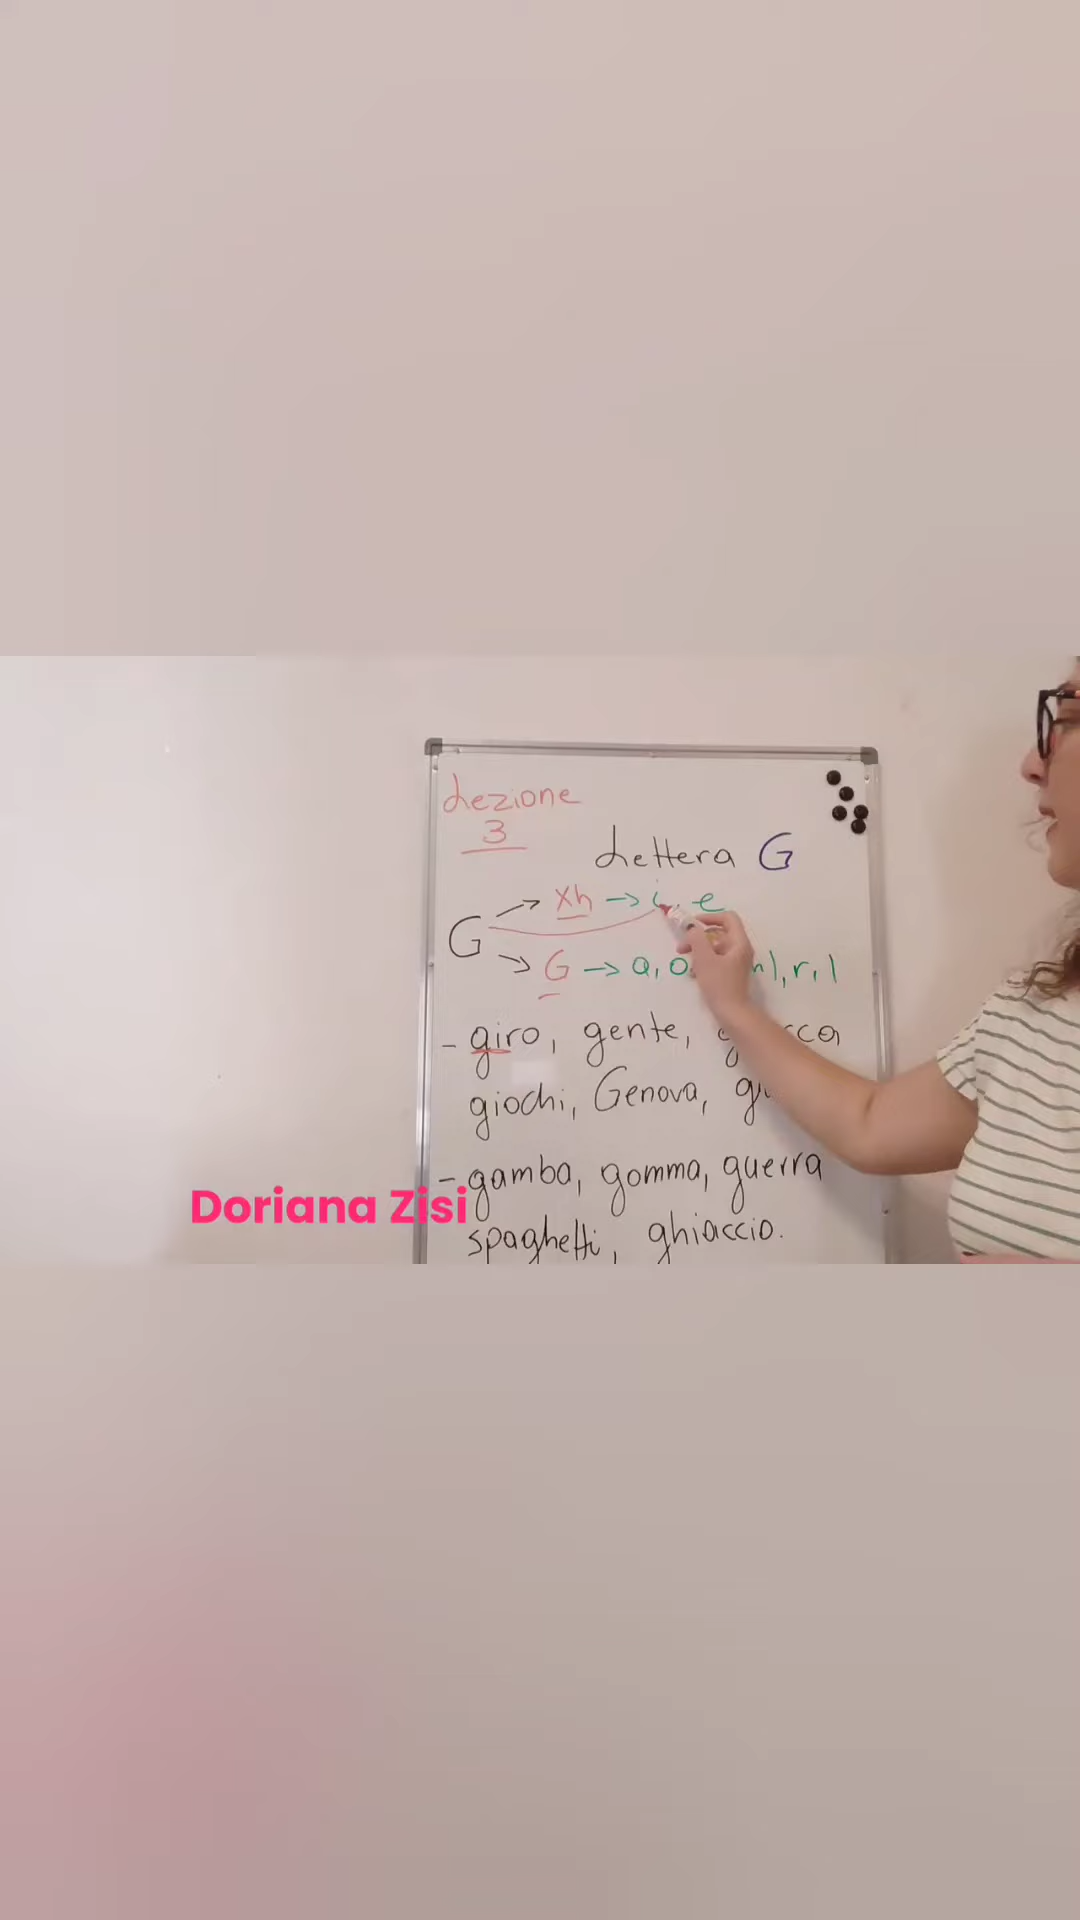 Lezione
3
Lettera G
G
Xh → i, e
G → a, o, r, l
- giro, gente,
giochi, Genova,
- gamba, gomma, guerra
spaghetti, ghiaccio.
Doriana Zisi